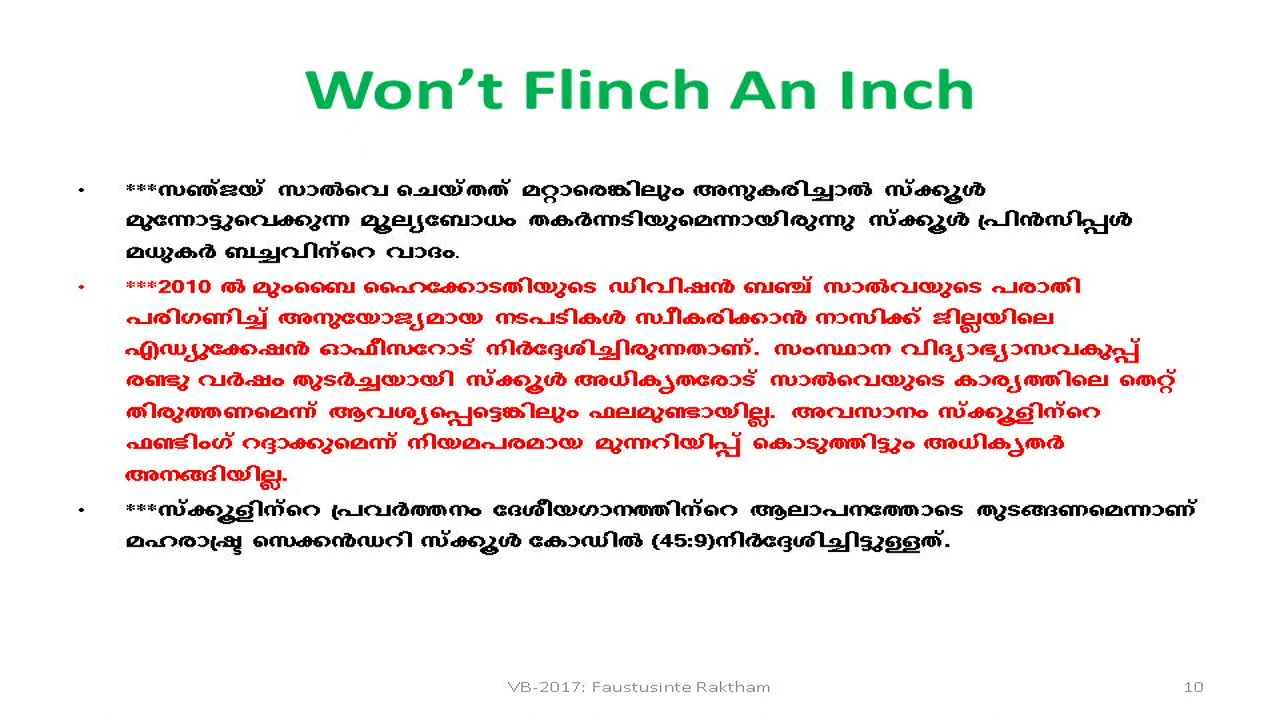 Won’t Flinch An Inch
• ***സഞ്ജയ് സാൽവെ ചെയ്തത് മറ്റാരെങ്കിലും അനുകരിച്ചാൽ സ്ക്കൂൾ
മുന്നോട്ടുവെക്കുന്ന മൂല്യബോധം തകർന്നടിയുമെന്നായിരുന്നു സ്ക്കൂൾ പ്രിൻസിപ്പൾ
മധുകർ ബച്ചവിന്റെ വാദം.
• ***2010 ൽ മുംബൈ ഹൈക്കോടതിയുടെ ഡിവിഷൻ ബഞ്ച് സാൽവയുടെ പരാതി
പരിഗണിച്ച് അനുയോജ്യമായ നടപടികൾ സ്വീകരിക്കാൻ നാസിക്ക് ജില്ലയിലെ
എഡ്യുക്കേഷൻ ഓഫീസറോട് നിർദ്ദേശിച്ചിരുന്നതാണ്. സംസ്ഥാന വിദ്യാഭ്യാസവകുപ്പ്
രണ്ടു വർഷം തുടർച്ചയായി സ്ക്കൂൾ അധികൃതരോട് സാൽവെയുടെ കാര്യത്തിലെ തെറ്റ്
തിരുത്തണമെന്ന് ആവശ്യപ്പെട്ടെങ്കിലും ഫലമുണ്ടായില്ല. അവസാനം സ്ക്കൂളിന്റെ
ഫണ്ടിംഗ് റദ്ദാക്കുമെന്ന് നിയമപരമായ മുന്നറിയിപ്പ് കൊടുത്തിട്ടും അധികൃതർ
അനങ്ങിയില്ല.
• ***സ്ക്കൂളിന്റെ പ്രവർത്തനം ദേശീയഗാനത്തിന്റെ ആലാപനത്തോടെ തുടങ്ങണമെന്നാണ്
മഹരാഷ്ട്ര സെക്കൻഡറി സ്ക്കൂൾ കോഡിൽ (45:9)നിർദ്ദേശിച്ചിട്ടുള്ളത്.
VB-2017: Faustusinte Raktham
10